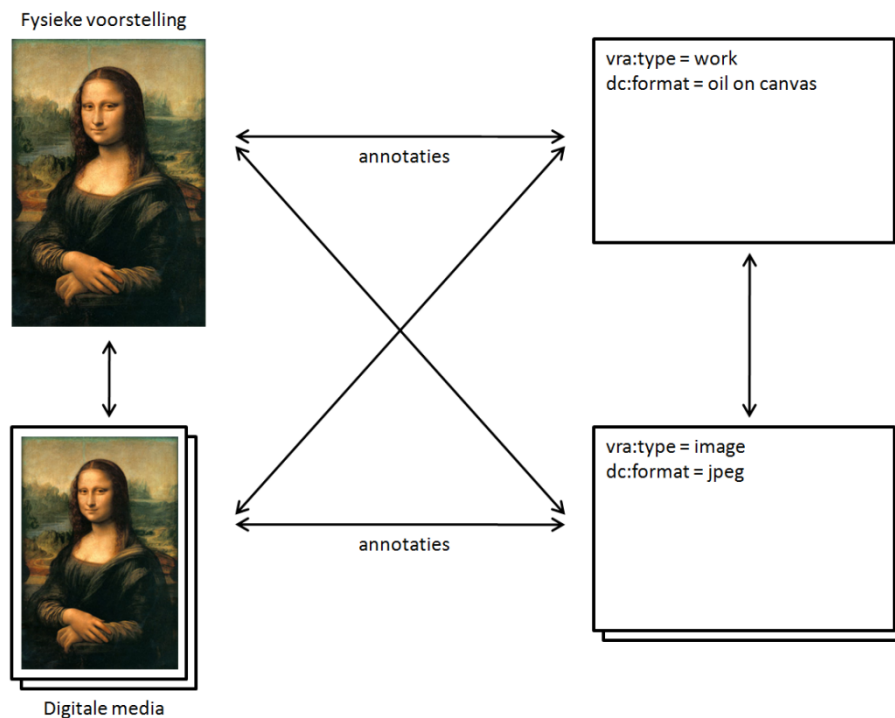 Fysieke voorstelling
vra:type = work
dc:format = oil on canvas
annotaties
vra:type = image
dc:format = jpeg
annotaties
Digitale media